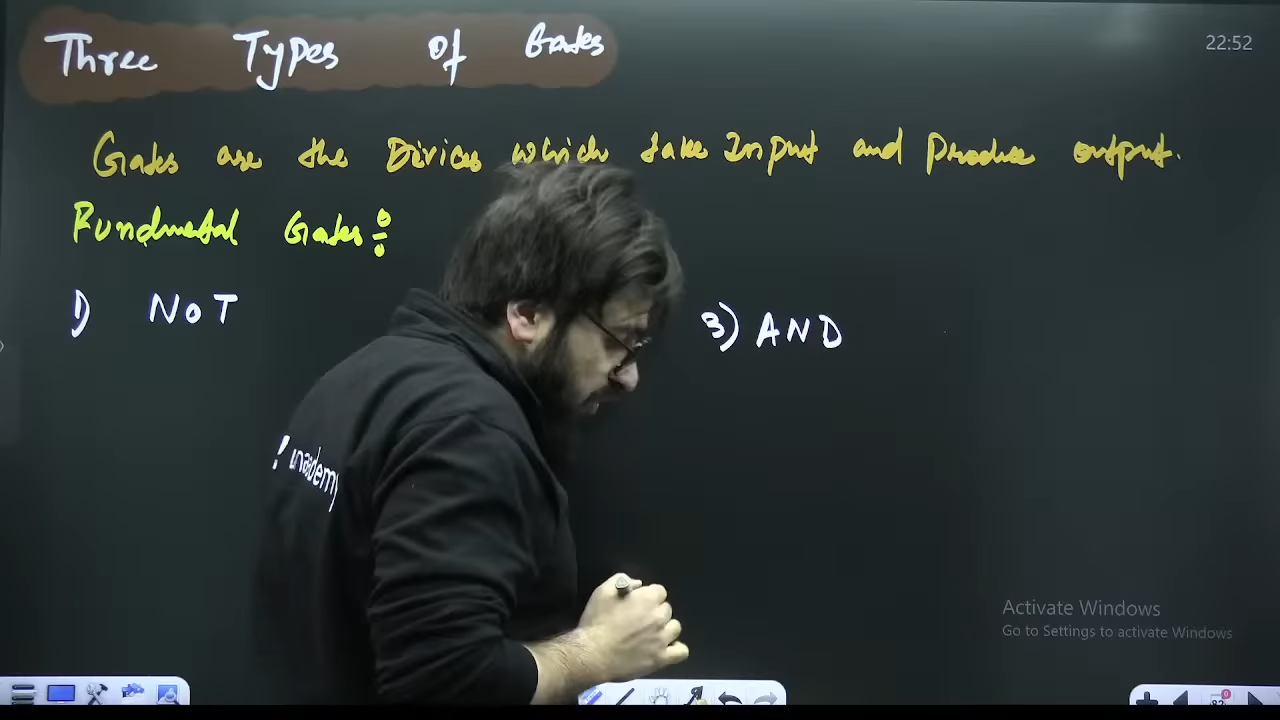 Three Types Of Gates
22:52
Gates are the Divices which take Input and Produce output.
Fundmetal Gates:
1) NOT
3) AND
unacademy
Activate Windows
Go to Settings to activate Windows